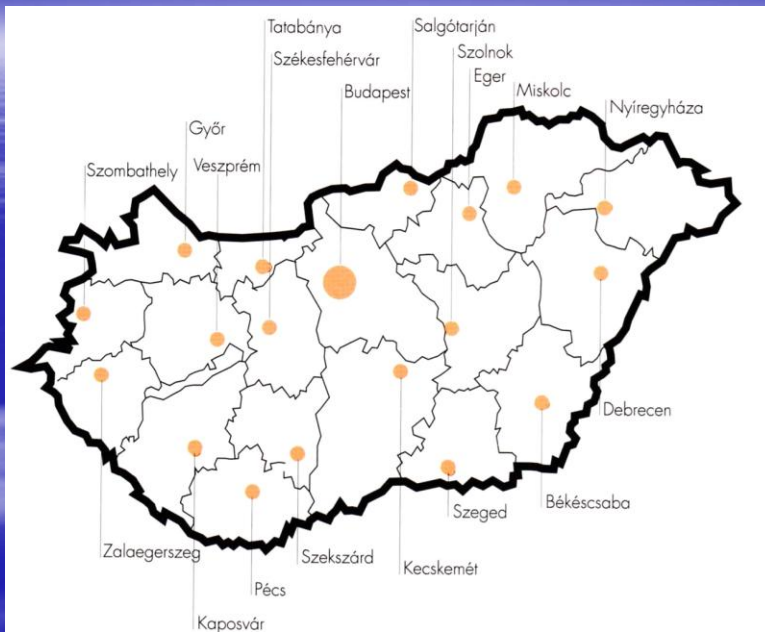 Tatabánya
Salgótarján
Székesfehérvár
Szolnok
Eger
Budapest
Miskolc
Nyíregyháza
Győr
Szombathely
Veszprém
Debrecen
Békéscsaba
Szeged
Zalaegerszeg
Szekszárd
Kecskemét
Pécs
Kaposvár